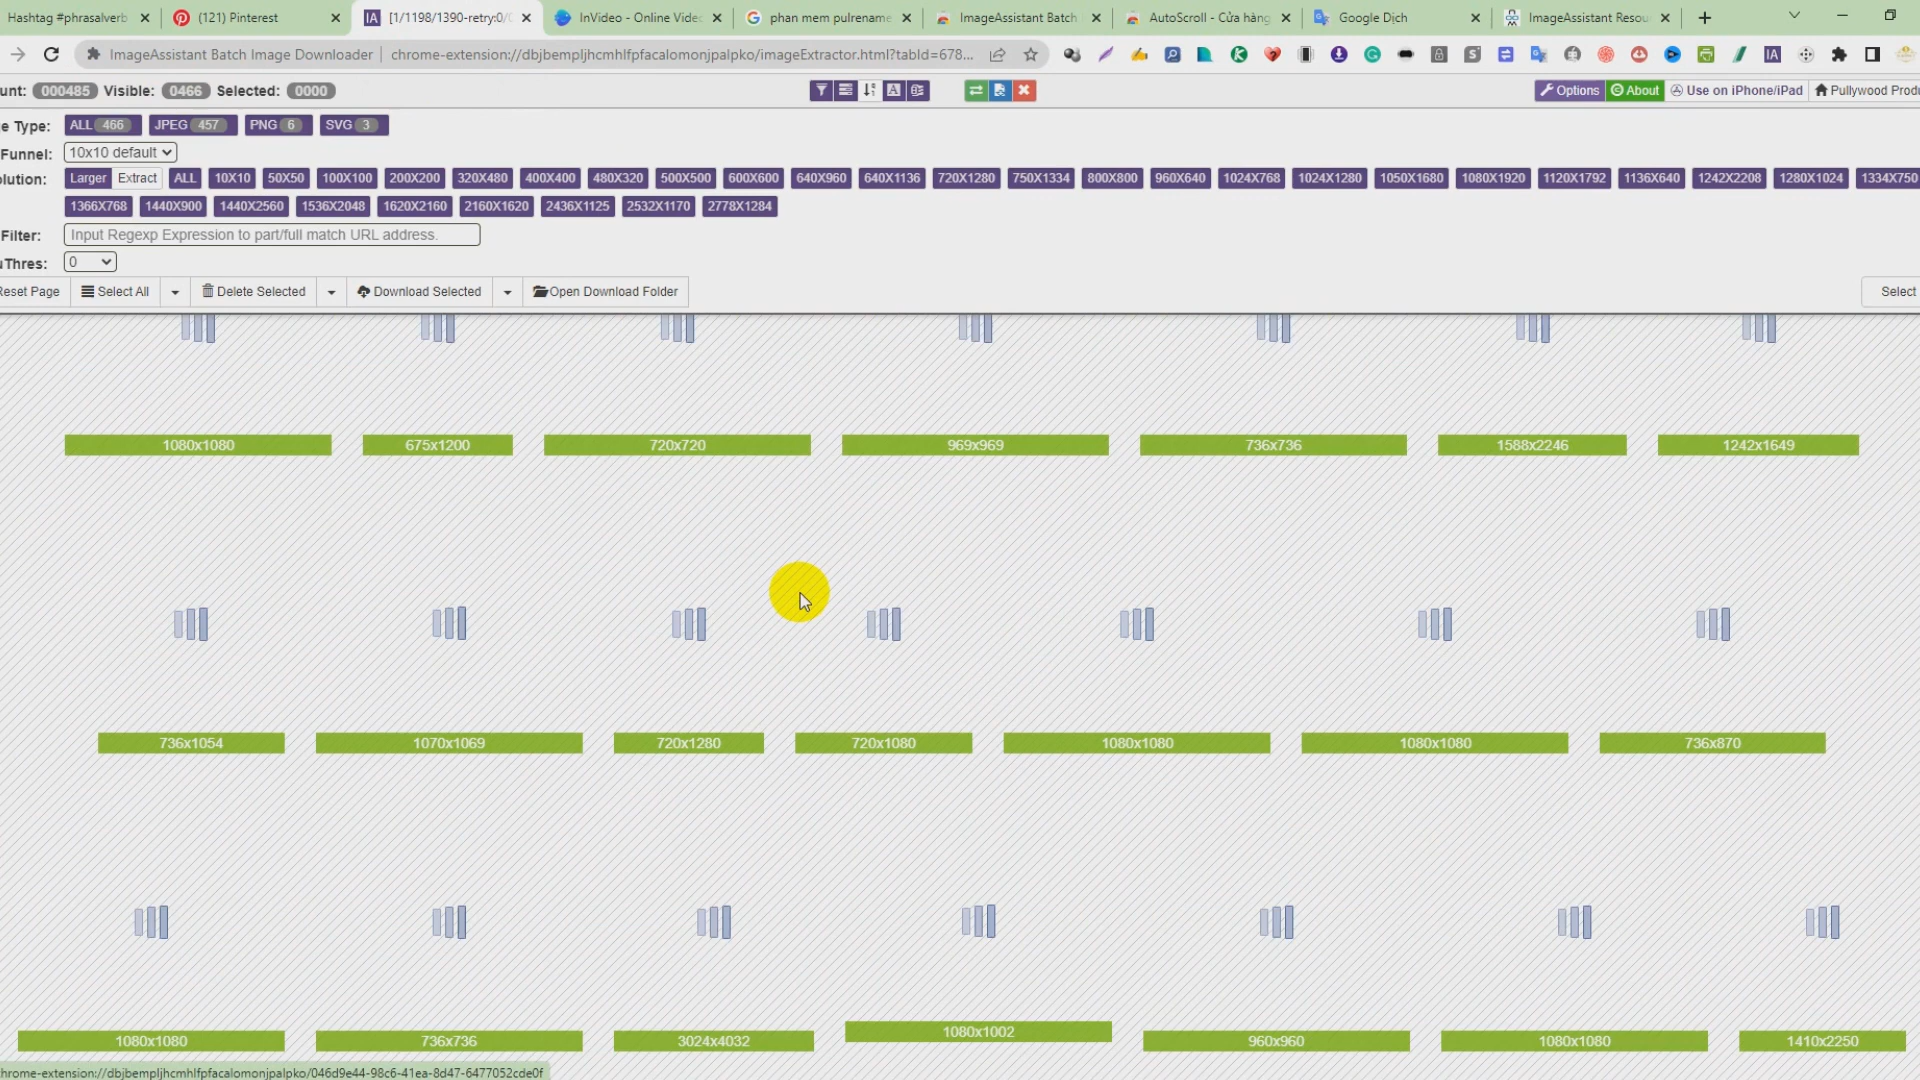 Hashtag #phrasalverb
(121) Pinterest
[1/1198/1390-retry:0/
InVideo - Online Video
phan mem pulrename
ImageAssistant Batch
AutoScroll - Cửa hàng
Google Dịch
ImageAssistant Resou
ImageAssistant Batch Image Downloader | chrome-extension://dbjbempljhcmhlfpfacalomonjpalpko/imageExtractor.html?tabId=678...
unt: 000485 Visible: 0466 Selected: 0000
Options About Use on iPhone/iPad Pullywood Produ
e Type: ALL 466 JPEG 457 PNG 6 SVG 3
Funnel: 10x10 default
lution: Larger Extract ALL 10X10 50X50 100X100 200X200 320X480 400X400 480X320 500X500 600X600 640X960 640X1136 720X1280 750X1334 800X800 960X640 1024X768 1024X1280 1050X1680 1080X1920 1120X1792 1136X640 1242X2208 1280X1024 1334X750
1366X768 1440X900 1440X2560 1536X2048 1620X2160 2160X1620 2436X1125 2532X1170 2778X1284
Filter: Input Regexp Expression to part/full match URL address.
uThres: 0
Reset Page Select All Delete Selected Download Selected Open Download Folder Select
1080x1080 675x1200 720x720 969x969 736x736 1588x2246 1242x1649
736x1054 1070x1069 720x1280 720x1080 1080x1080 1080x1080 736x870
1080x1080 736x736 3024x4032 1080x1002 960x960 1080x1080 1410x2250
hrome-extension://dbjbempljhcmhlfpfacalomonjpalpko/046d9e44-98c6-41ea-8d47-6477052cde0f